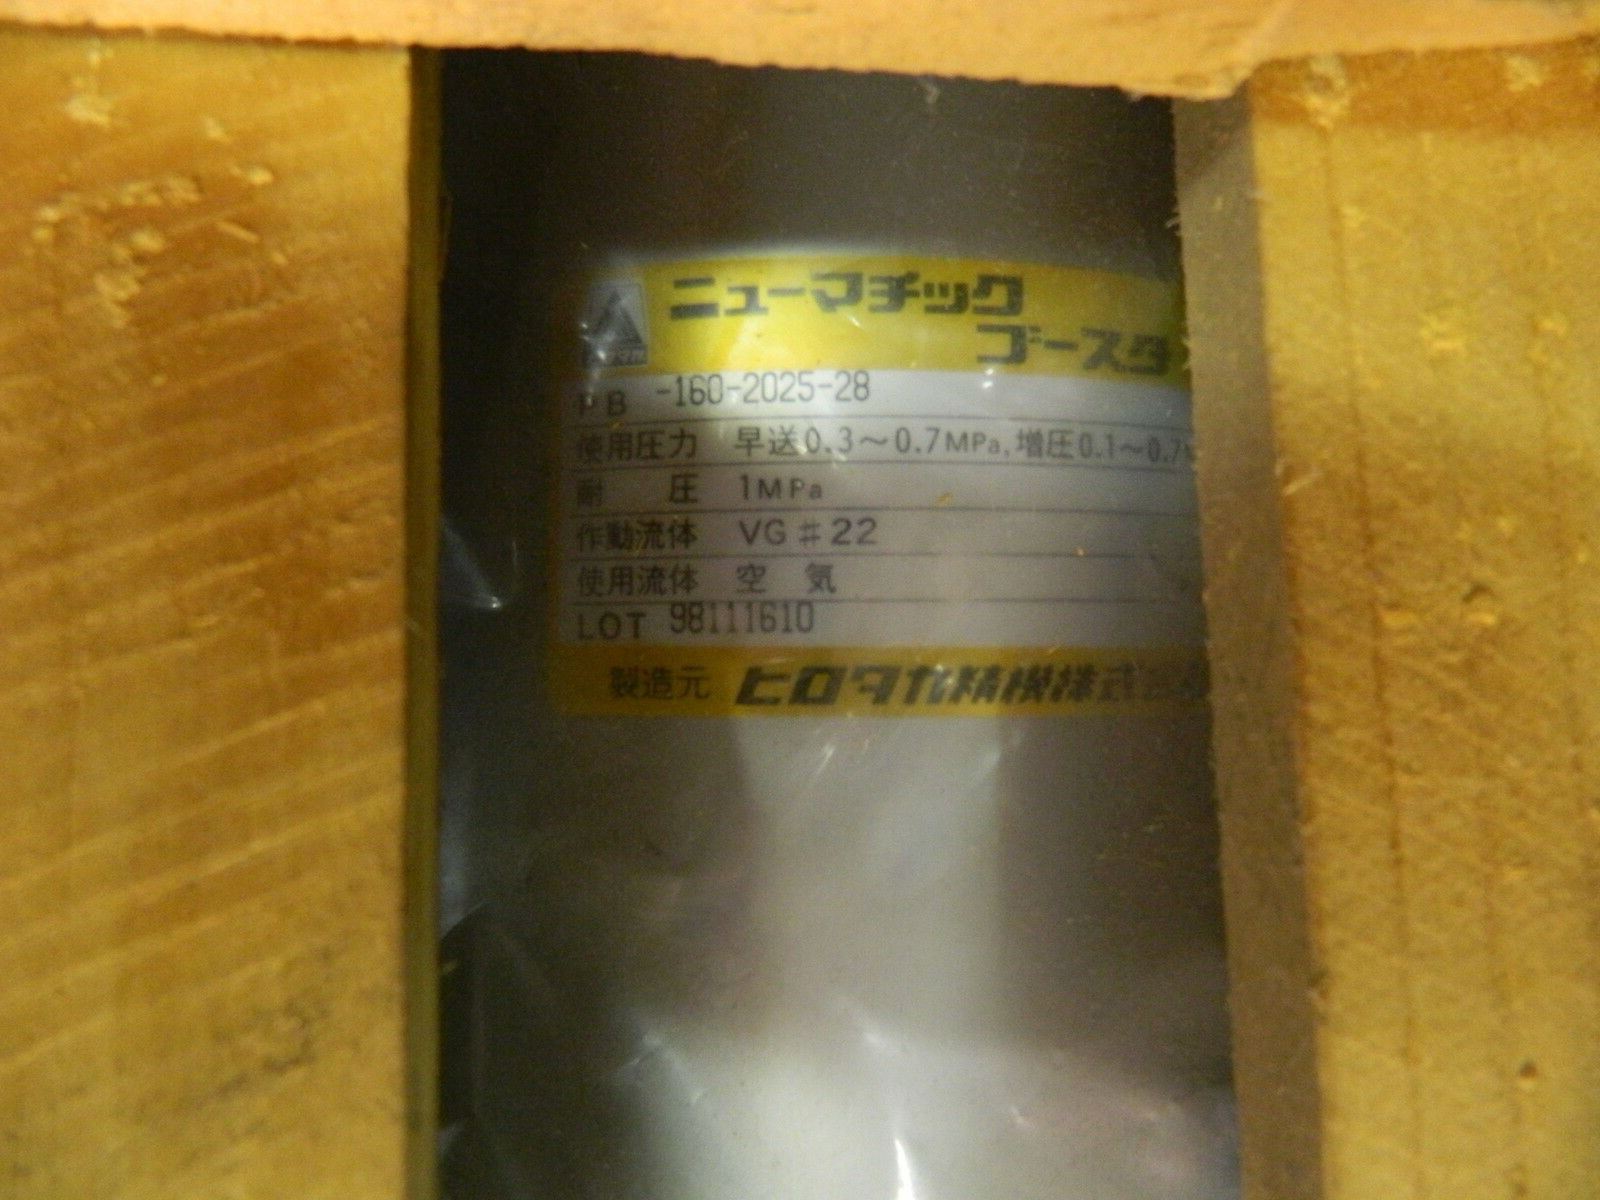 ニューマチック
ブースタ
PB -160-2025-28
使用圧力 早送0.3～0.7MPa,増圧0.1～0.7
耐 圧 1MPa
作動流体 VG♯22
使用流体 空 気
LOT 98111610
製造元 ヒロタカ精機株式会